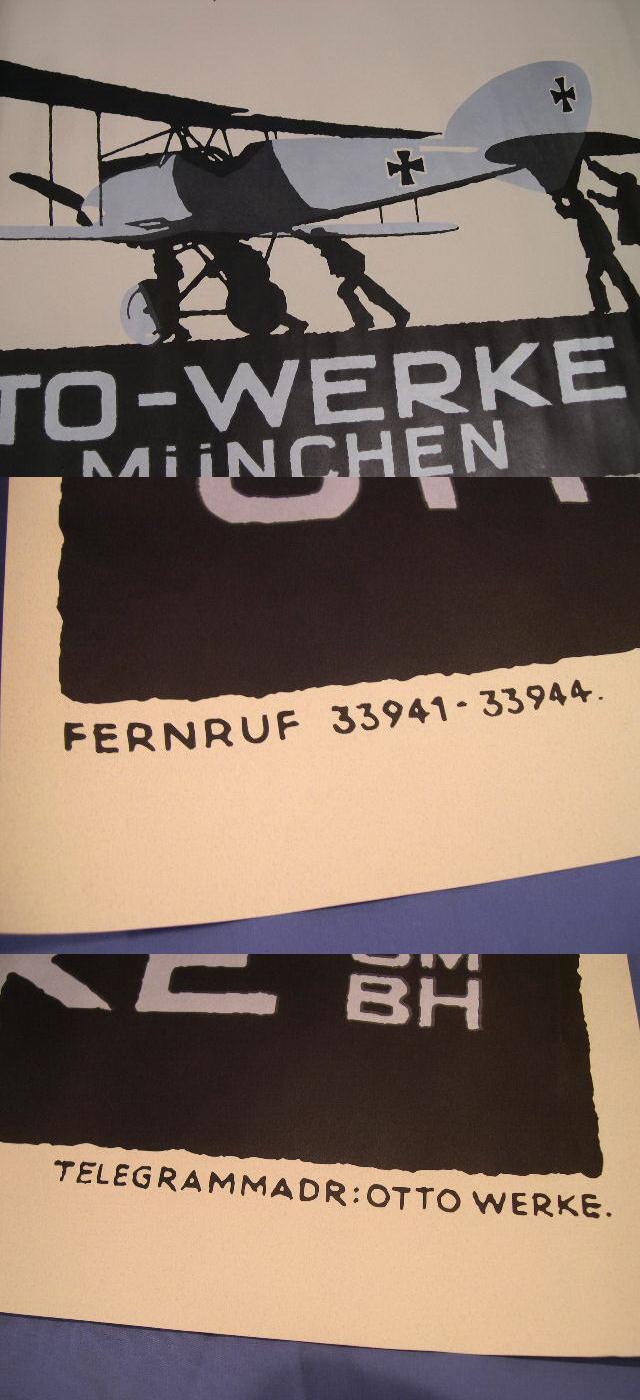 TO-WERKE
MÜNCHEN
FERNRUF 33941-33944.
BH
TELEGRAMMADR: OTTO WERKE.